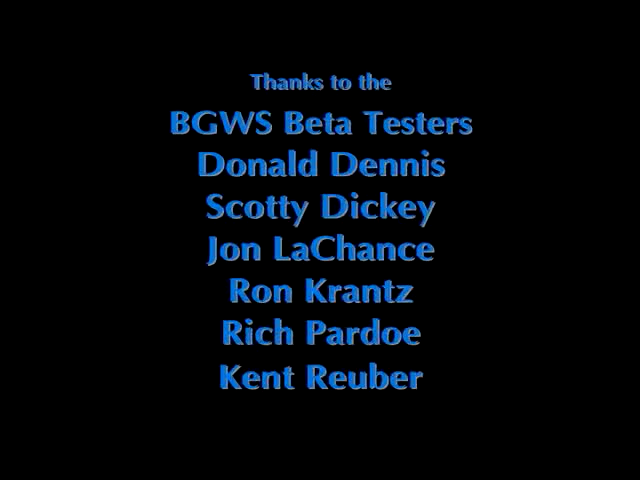 Thanks to the
BGWS Beta Testers
Donald Dennis
Scotty Dickey
Jon LaChance
Ron Krantz
Rich Pardoe
Kent Reuber